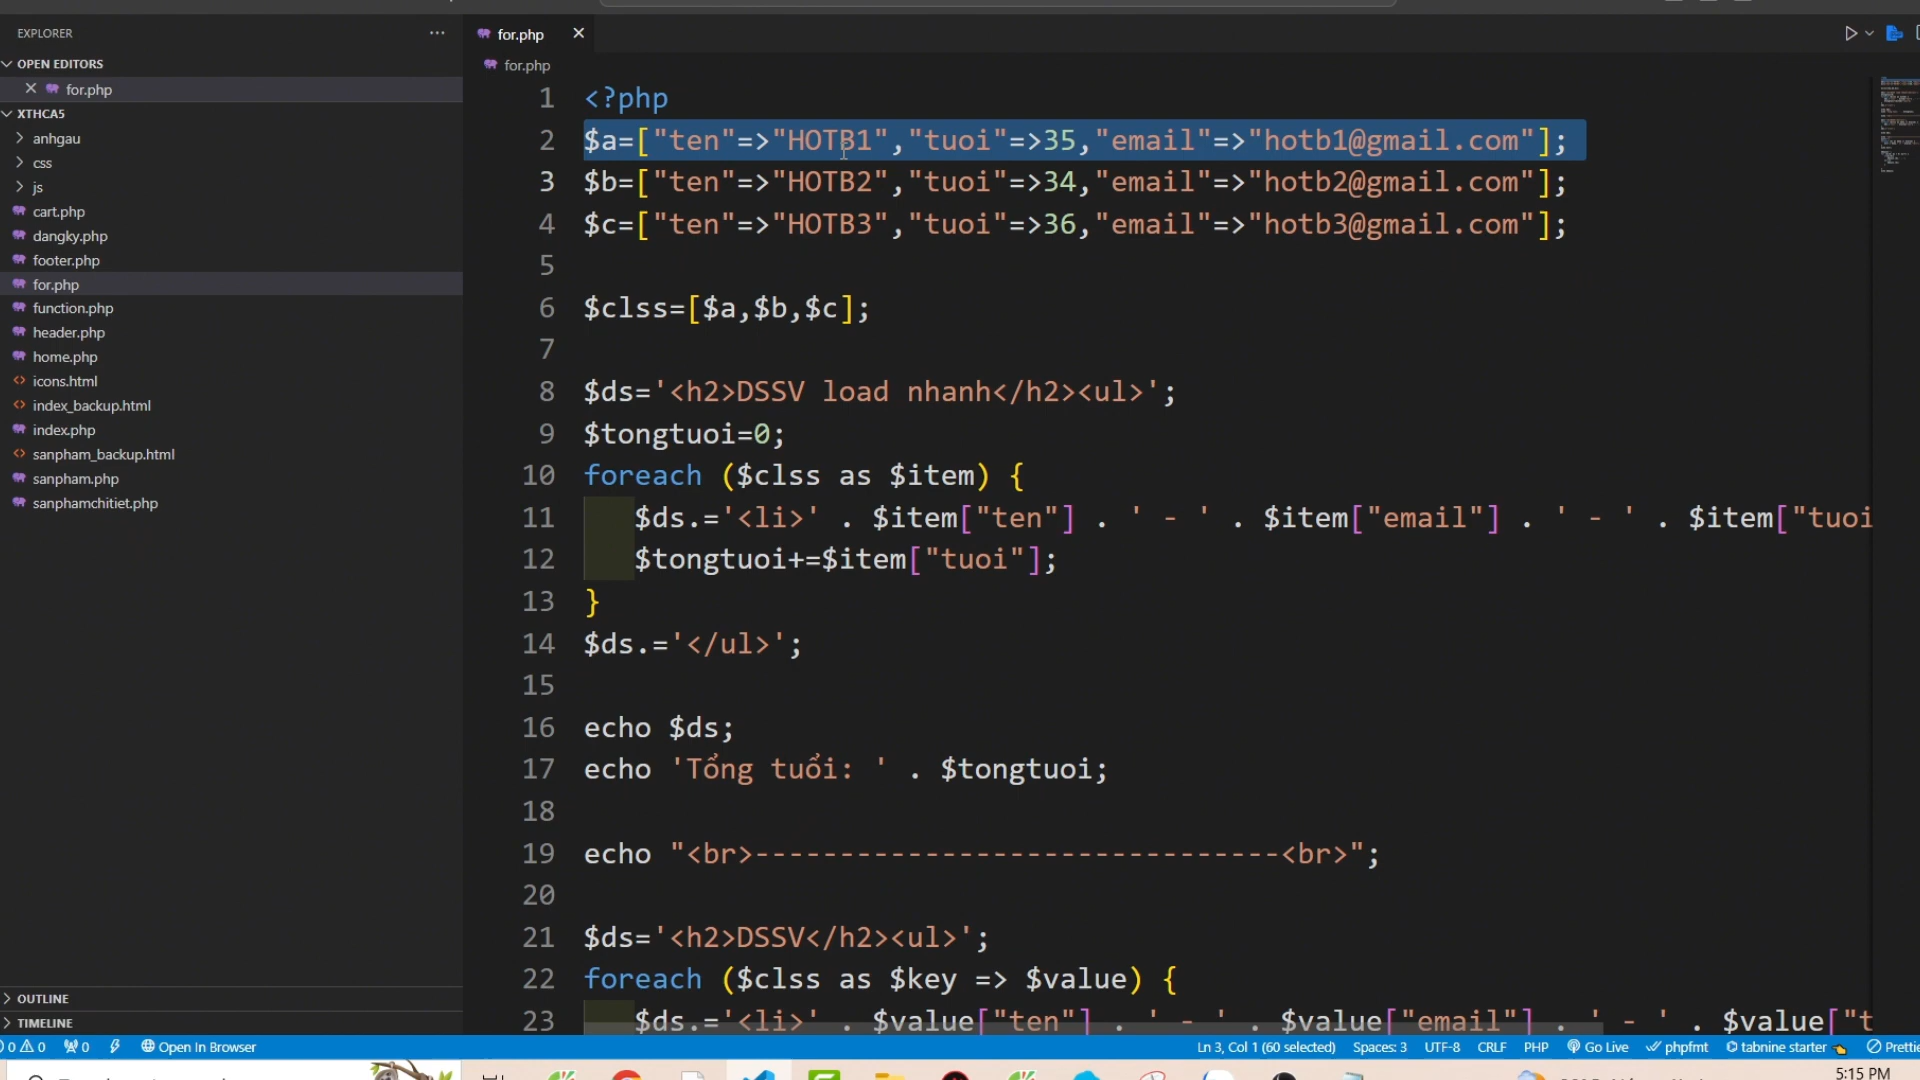 EXPLORER
OPEN EDITORS
for.php
XTHCA5
anhgau
css
js
cart.php
dangky.php
footer.php
for.php
function.php
header.php
home.php
icons.html
index_backup.html
index.php
sanpham_backup.html
sanpham.php
sanphamchitiet.php
OUTLINE
TIMELINE
for.php
for.php
1 <?php
2 $a=["ten"=>"HOTB1","tuoi"=>35,"email"=>"hotb1@gmail.com"];
3 $b=["ten"=>"HOTB2","tuoi"=>34,"email"=>"hotb2@gmail.com"];
4 $c=["ten"=>"HOTB3","tuoi"=>36,"email"=>"hotb3@gmail.com"];
5
6 $clss=[$a,$b,$c];
7
8 $ds='<h2>DSSV load nhanh</h2><ul>';
9 $tongtuoi=0;
10 foreach ($clss as $item) {
11 $ds.='<li>' . $item["ten"] . ' - ' . $item["email"] . ' - ' . $item["tuoi
12 $tongtuoi+=$item["tuoi"];
13 }
14 $ds.='</ul>';
15
16 echo $ds;
17 echo 'Tổng tuổi: ' . $tongtuoi;
18
19 echo "<br>-------------------------------<br>";
20
21 $ds='<h2>DSSV</h2><ul>';
22 foreach ($clss as $key => $value) {
23 $ds.='<li>' . $value["ten"] . ' - ' . $value["email"] . ' - ' . $value["t
0 0 0 Open In Browser Ln 3, Col 1 (60 selected) Spaces: 3 UTF-8 CRLF PHP Go Live phpfmt tabnine starter Prettie
5:15 PM